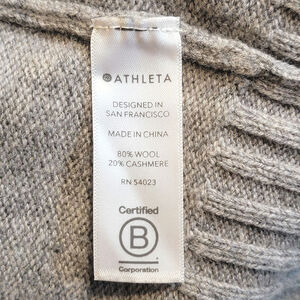 ATHLETA
DESIGNED IN
SAN FRANCISCO
MADE IN CHINA
80% WOOL
20% CASHMERE
RN 54023
Certified
B
Corporation